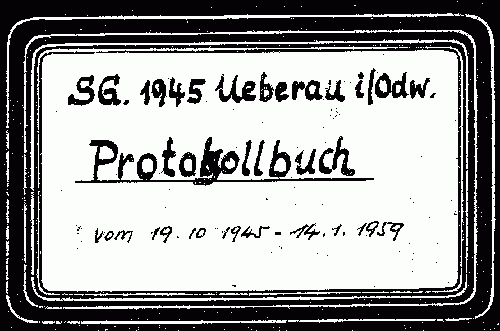 SG. 1945 Ueberau i/Odw.
Protokollbuch
vom 19.10 1945 - 14.1.1959